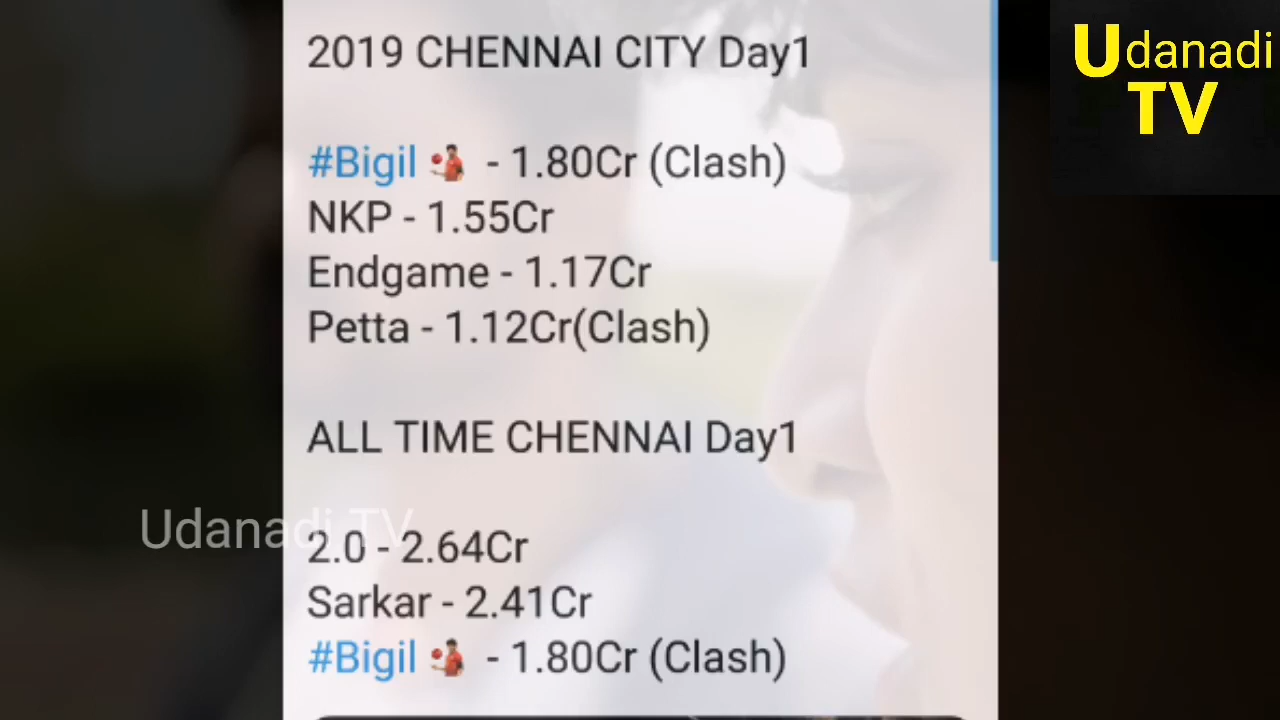 2019 CHENNAI CITY Day1
#Bigil - 1.80Cr (Clash)
NKP - 1.55Cr
Endgame - 1.17Cr
Petta - 1.12Cr(Clash)
ALL TIME CHENNAI Day1
2.0 - 2.64Cr
Sarkar - 2.41Cr
#Bigil - 1.80Cr (Clash)
Udanadi
TV
Udanadi TV